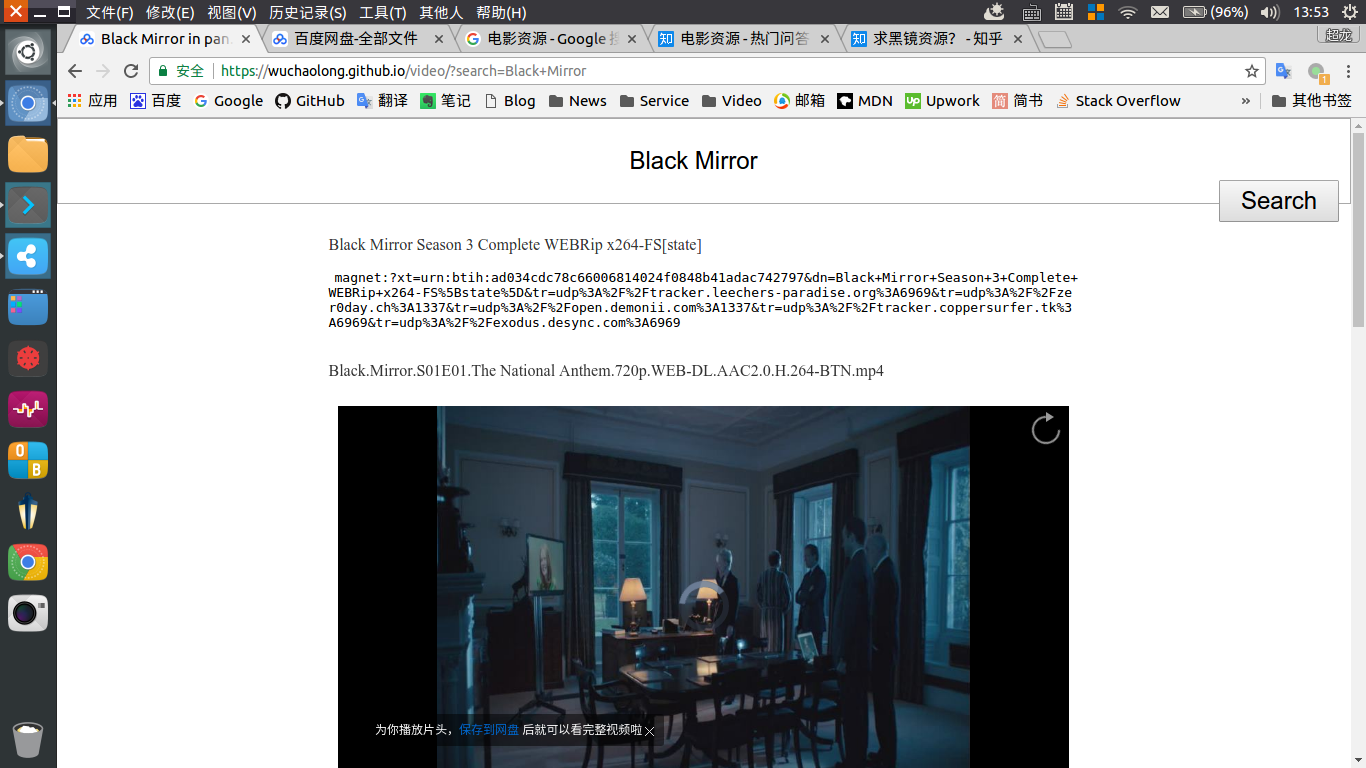 文件(F) 修改(E) 视图(V) 历史记录(S) 工具(T) 其他人 帮助(H) (96%) 13:53
Black Mirror in pan. 百度网盘-全部文件 电影资源 - Google 电影资源 - 热门问答 求黑镜资源? - 知乎 超龙
安全 https://wuchaolong.github.io/video/?search=Black+Mirror
应用 百度 Google GitHub 翻译 笔记 Blog News Service Video 邮箱 MDN Upwork 简书 Stack Overflow » 其他书签
Black Mirror
Search
Black Mirror Season 3 Complete WEBRip x264-FS[state]
magnet:?xt=urn:btih:ad034cdc78c66006814024f0848b41adac742797&dn=Black+Mirror+Season+3+Complete+
WEBRip+x264-FS%5Bstate%5D&tr=udp%3A%2F%2Ftracker.leechers-paradise.org%3A6969&tr=udp%3A%2F%2Fze
r0day.ch%3A1337&tr=udp%3A%2F%2Fopen.demonii.com%3A1337&tr=udp%3A%2F%2Ftracker.coppersurfer.tk%3
A6969&tr=udp%3A%2F%2Fexodus.desync.com%3A6969
Black.Mirror.S01E01.The National Anthem.720p.WEB-DL.AAC2.0.H.264-BTN.mp4
为你播放片头，保存到网盘 后就可以看完整视频啦